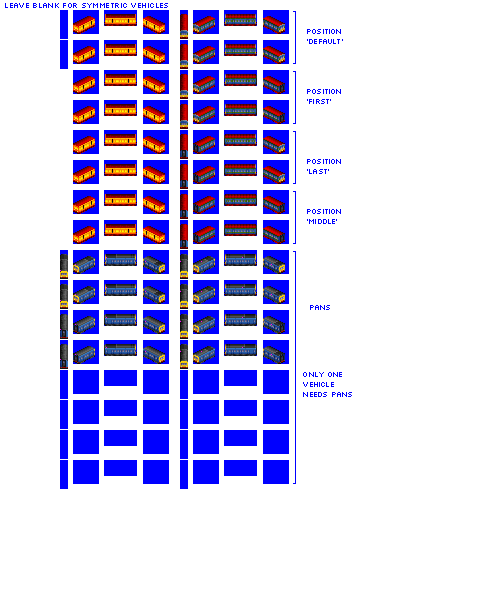 LEAVE BLANK FOR SYMMETRIC VEHICLES
POSITION
'DEFAULT'
POSITION
'FIRST'
POSITION
'LAST'
POSITION
'MIDDLE'
PANS
ONLY ONE
VEHICLE
NEEDS PANS